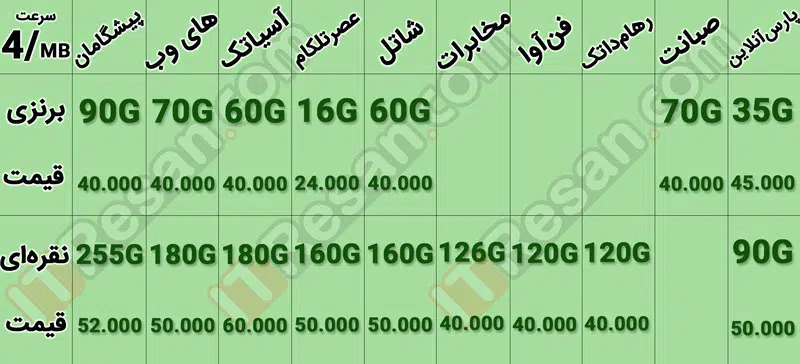 سرعت 4/MB پیشگامان های وب آسیاتک عصرتلکام شاتل مخابرات فن‌آوا رهام‌داتک صبانت پارس‌آنلاین
برنزی 90G 70G 60G 16G 60G 70G 35G
قیمت 40.000 40.000 40.000 24.000 40.000 40.000 45.000
نقره‌ای 255G 180G 180G 160G 160G 126G 120G 120G 90G
قیمت 52.000 50.000 60.000 50.000 50.000 40.000 40.000 40.000 50.000
ITResan.com
ITResan.com